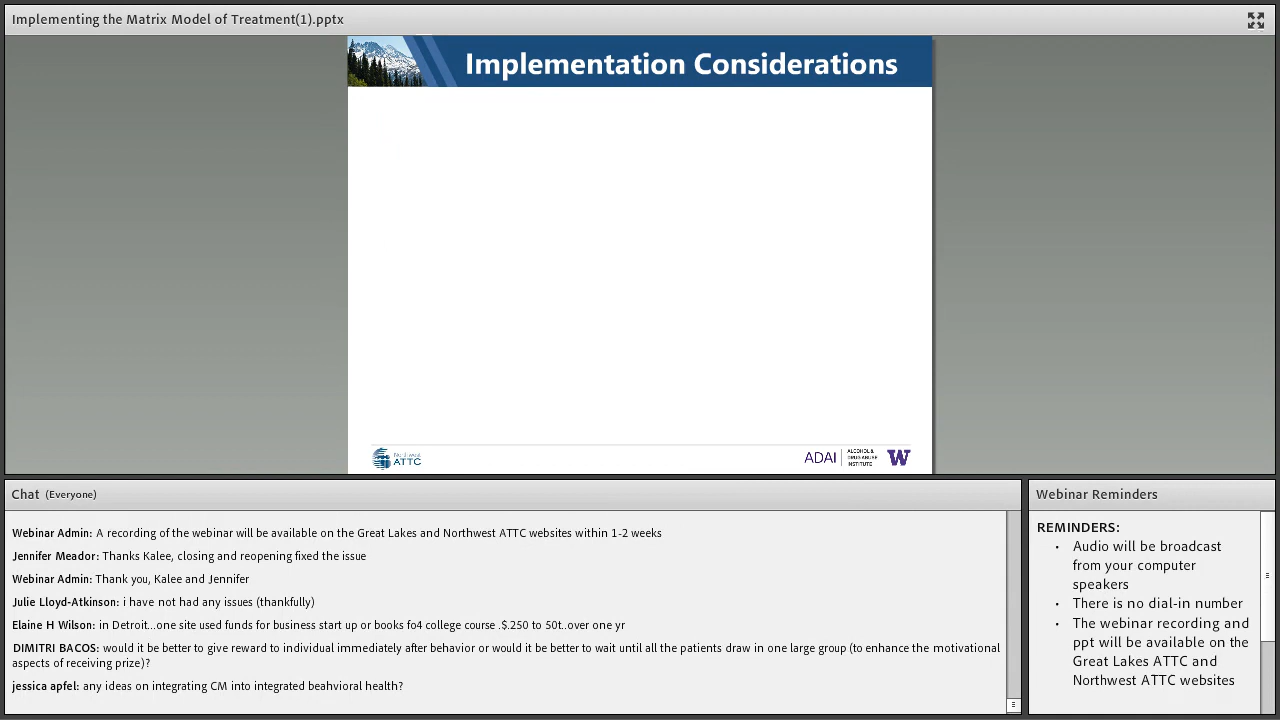 Implementing the Matrix Model of Treatment(1).pptx
Implementation Considerations
Northwest
ATTC
ADAI
ALCOHOL &
DRUG ABUSE
INSTITUTE
W
Chat (Everyone)
Webinar Admin: A recording of the webinar will be available on the Great Lakes and Northwest ATTC websites within 1-2 weeks
Jennifer Meador: Thanks Kalee, closing and reopening fixed the issue
Webinar Admin: Thank you, Kalee and Jennifer
Julie Lloyd-Atkinson: i have not had any issues (thankfully)
Elaine H Wilson: in Detroit...one site used funds for business start up or books fo4 college course .$.250 to 50t..over one yr
DIMITRI BACOS: would it be better to give reward to individual immediately after behavior or would it be better to wait until all the patients draw in one large group (to enhance the motivational
aspects of receiving prize)?
jessica apfel: any ideas on integrating CM into integrated beahvioral health?
Webinar Reminders
REMINDERS:
• Audio will be broadcast
from your computer
speakers
• There is no dial-in number
• The webinar recording and
ppt will be available on the
Great Lakes ATTC and
Northwest ATTC websites